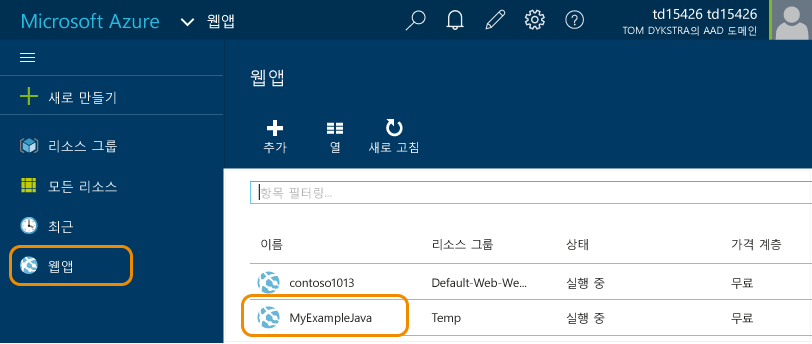 Microsoft Azure 웹앱
td15426 td15426
TOM DYKSTRA의 AAD 도메인
새로 만들기
리소스 그룹
모든 리소스
최근
웹앱
웹앱
추가 열 새로 고침
항목 필터링...
이름 리소스 그룹 상태 가격 계층
contoso1013 Default-Web-We... 실행 중 무료
MyExampleJava Temp 실행 중 무료